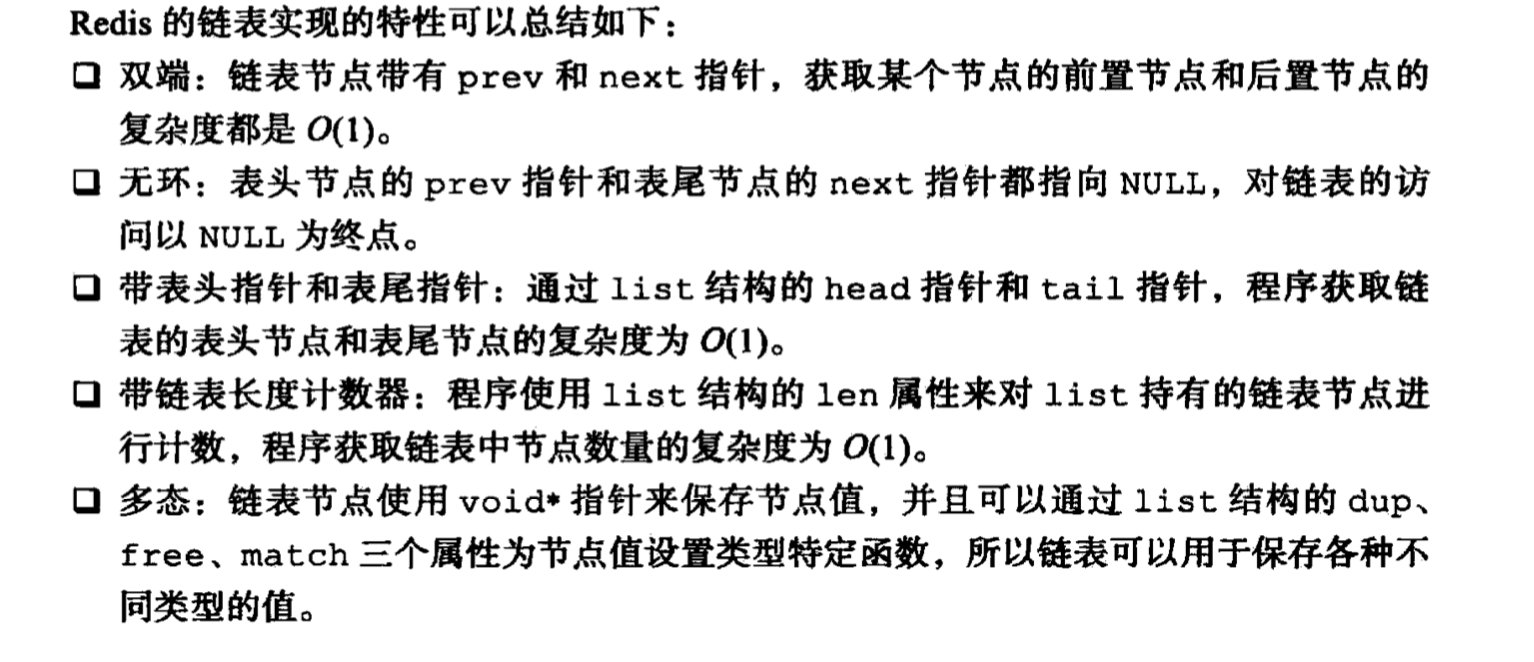 Redis 的链表实现的特性可以总结如下：
❑ 双端：链表节点带有 prev 和 next 指针，获取某个节点的前置节点和后置节点的
复杂度都是 O(1)。
❑ 无环：表头节点的 prev 指针和表尾节点的 next 指针都指向 NULL，对链表的访
问以 NULL 为终点。
❑ 带表头指针和表尾指针：通过 list 结构的 head 指针和 tail 指针，程序获取链
表的表头节点和表尾节点的复杂度为 O(1)。
❑ 带链表长度计数器：程序使用 list 结构的 len 属性来对 list 持有的链表节点进
行计数，程序获取链表中节点数量的复杂度为 O(1)。
❑ 多态：链表节点使用 void* 指针来保存节点值，并且可以通过 list 结构的 dup、
free、match 三个属性为节点值设置类型特定函数，所以链表可以用于保存各种不
同类型的值。